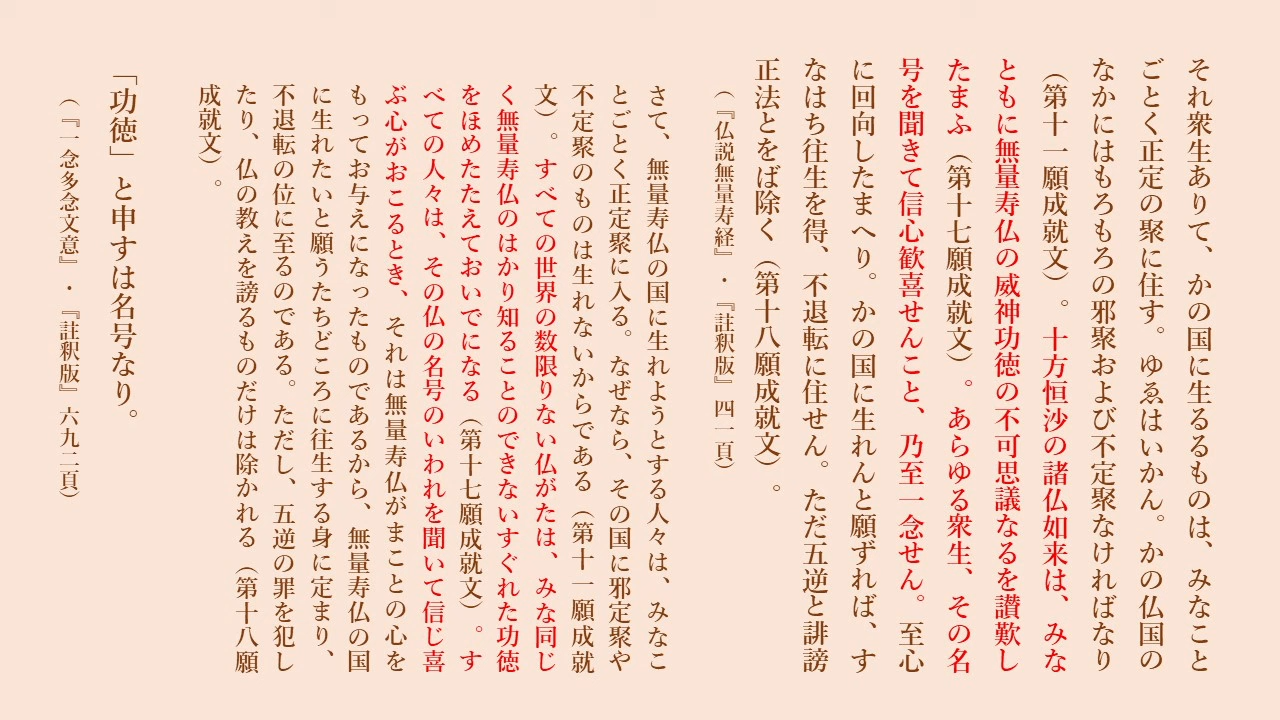 それ衆生ありて、かの国に生るるものは、みなこと
ごとく正定の聚に住す。ゆゑはいかん。かの仏国の
なかにはもろもろの邪聚および不定聚なければなり
（第十一願成就文）。十方恒沙の諸仏如来は、みな
ともに無量寿仏の威神功徳の不可思議なるを讃歎し
たまふ（第十七願成就文）。あらゆる衆生、その名
号を聞きて信心歓喜せんこと、乃至一念せん。至心
に回向したまへり。かの国に生れんと願ずれば、す
なはち往生を得、不退転に住せん。ただ五逆と誹謗
正法とをば除く（第十八願成就文）。
（『仏説無量寿経』・『註釈版』四一頁）
さて、無量寿仏の国に生れようとする人々は、みなこ
とごとく正定聚に入る。なぜなら、その国に邪定聚や
不定聚のものは生れないからである（第十一願成就
文）。すべての世界の数限りない仏がたは、みな同じ
く無量寿仏のはかり知ることのできないすぐれた功徳
をほめたたえておいでになる（第十七願成就文）。す
べての人々は、その仏の名号のいわれを聞いて信じ喜
ぶ心がおこるとき、それは無量寿仏がまことの心を
もってお与えになったものであるから、無量寿仏の国
に生れたいと願うたちどころに往生する身に定まり、
不退転の位に至るのである。ただし、五逆の罪を犯し
たり、仏の教えを謗るものだけは除かれる（第十八願
成就文）。
「功徳」と申すは名号なり。
（『一念多念文意』・『註釈版』六九二頁）